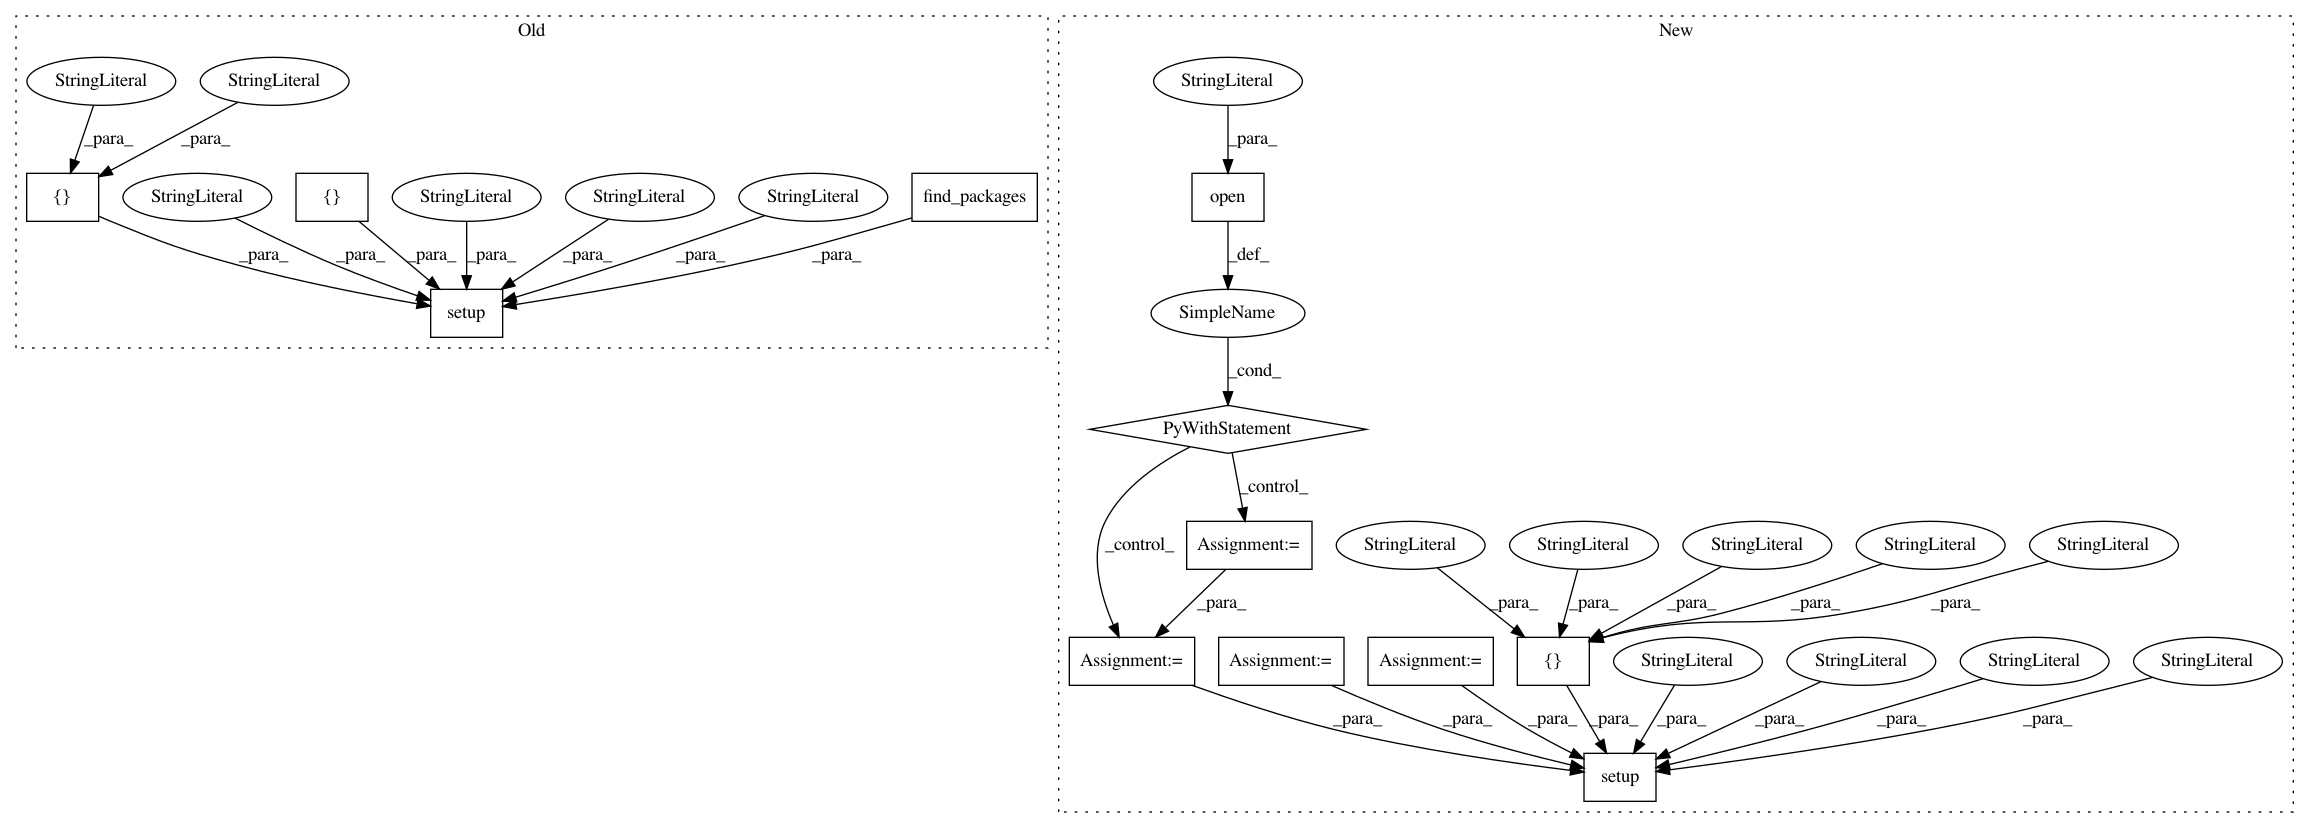 Old
New
StringLiteral
StringLiteral
StringLiteral
_para_
_para_
_para_
{}
StringLiteral
{}
StringLiteral
StringLiteral
StringLiteral
find_packages
open
_para_
_para_
_para_
_para_
_para_
_para_
_para_
_def_
setup
SimpleName
_cond_
PyWithStatement
_control_
_control_
Assignment:=
StringLiteral
StringLiteral
StringLiteral
StringLiteral
StringLiteral
_para_
_para_
_para_
_para_
_para_
_para_
Assignment:=
Assignment:=
Assignment:=
{}
StringLiteral
StringLiteral
StringLiteral
StringLiteral
_para_
_para_
_para_
_para_
_para_
_para_
_para_
_para_
setup